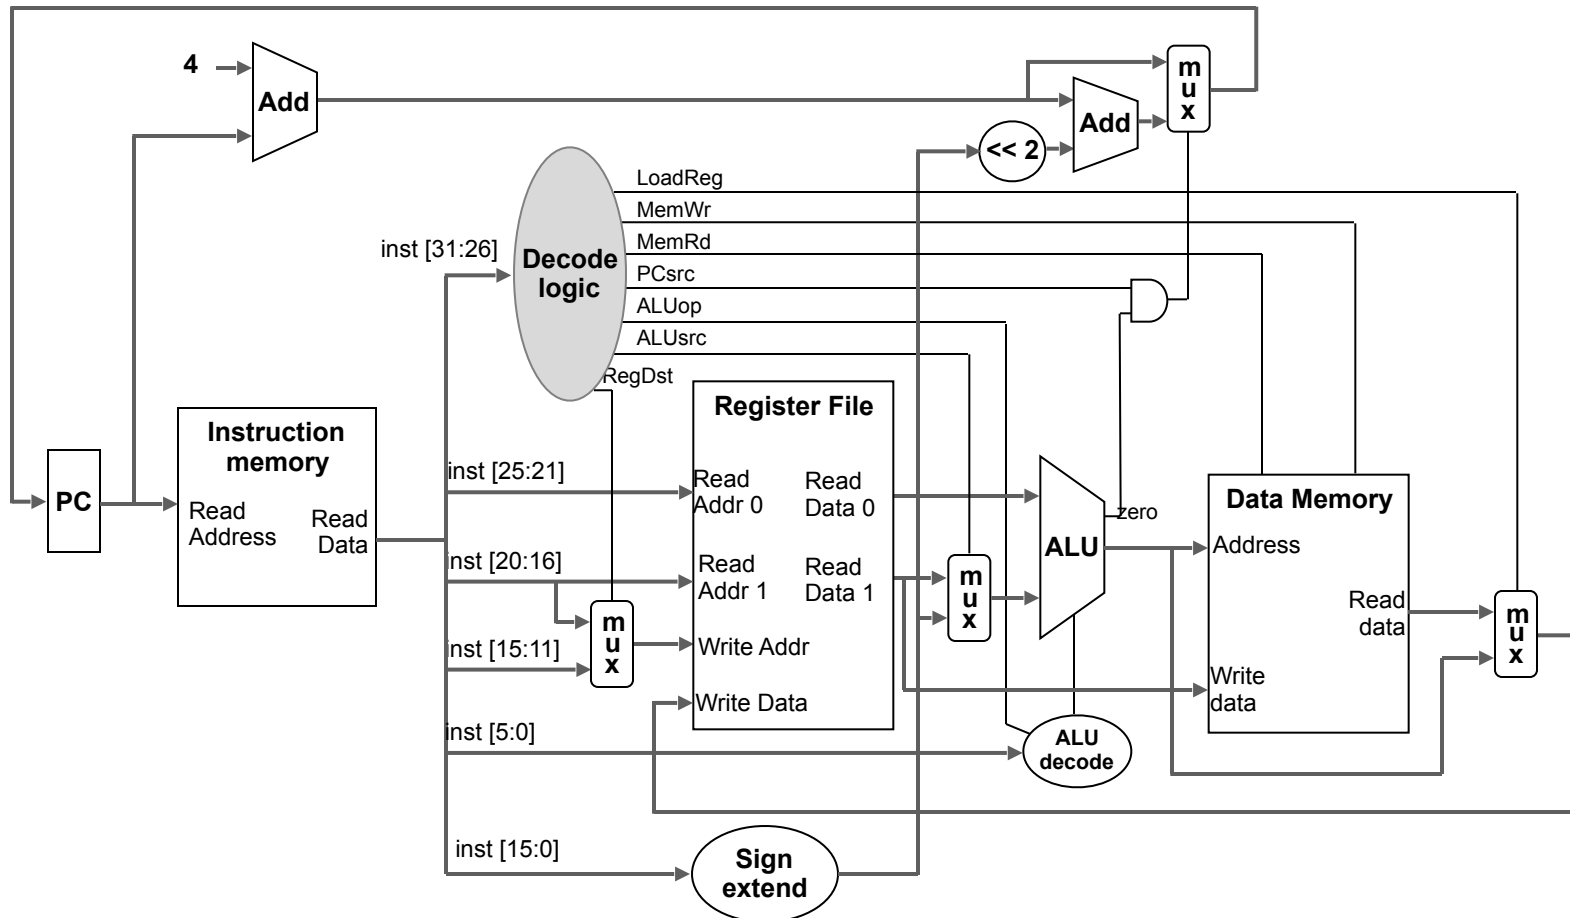 4
Add
m
u
x
Add
<< 2
LoadReg
MemWr
MemRd
PCsrc
ALUop
ALUsrc
RegDst
inst [31:26]
Decode
logic
Instruction
memory
Read
Address
Read
Data
PC
Register File
inst [25:21]
Read
Addr 0
Read
Data 0
inst [20:16]
Read
Addr 1
Read
Data 1
m
u
x
inst [15:11]
Write Addr
Write Data
inst [5:0]
m
u
x
ALU
zero
ALU
decode
Data Memory
Address
Read
data
Write
data
m
u
x
inst [15:0]
Sign
extend